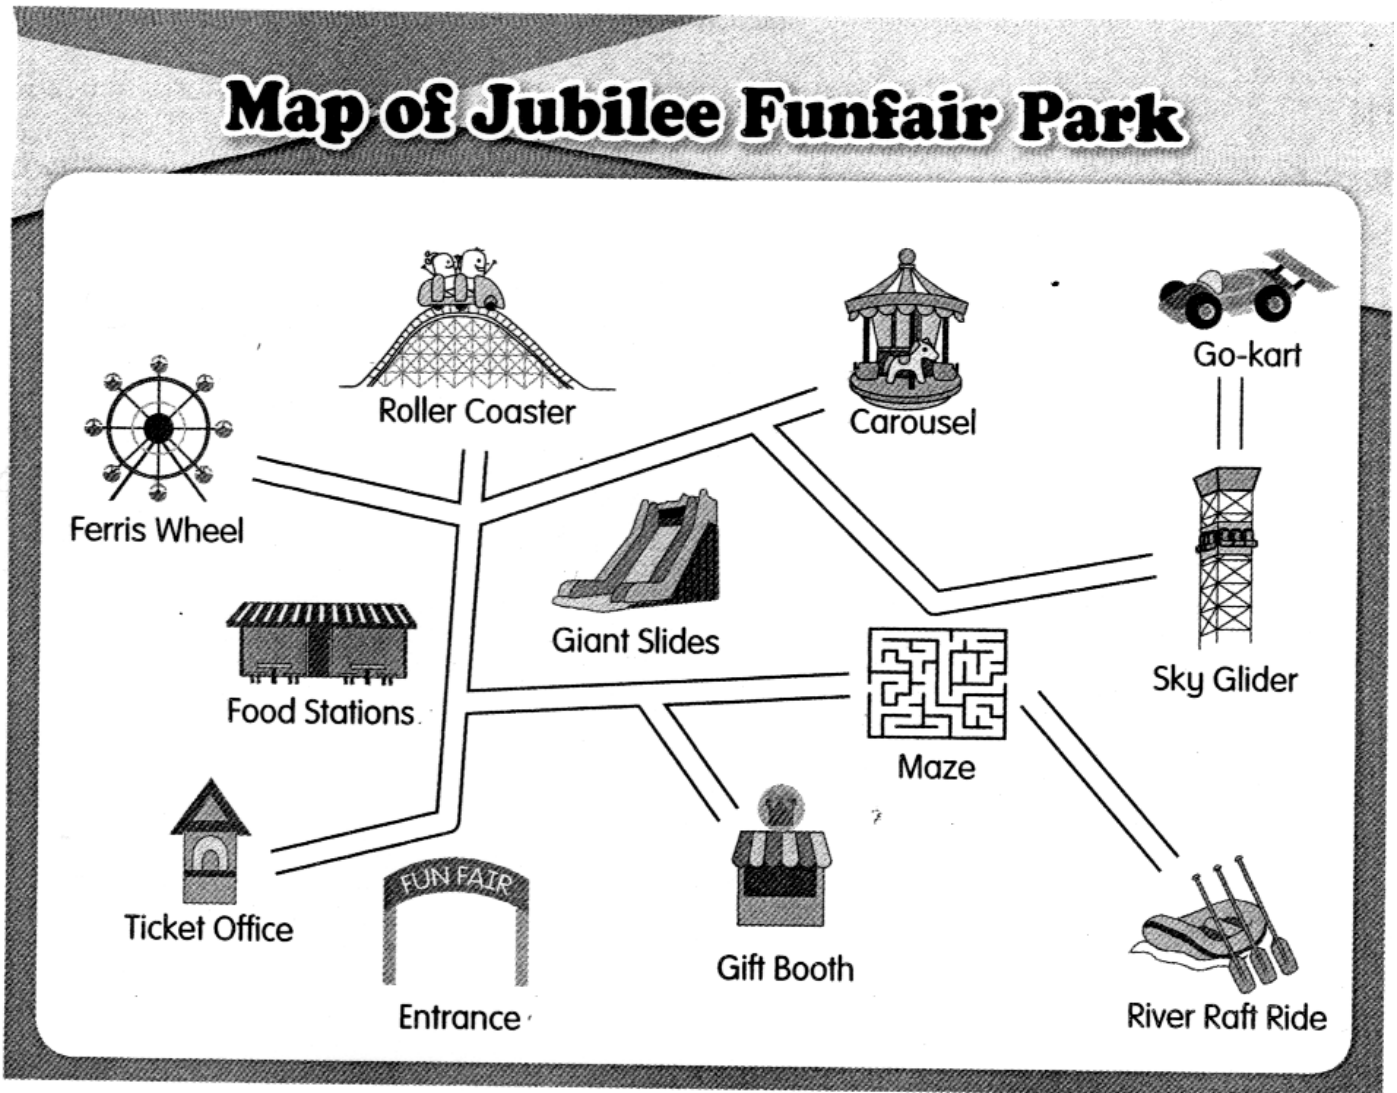 Map of Jubilee Funfair Park
Go-kart
Roller Coaster
Carousel
Ferris Wheel
Giant Slides
Sky Glider
Food Stations
Maze
FUN FAIR
Ticket Office
Gift Booth
Entrance
River Raft Ride